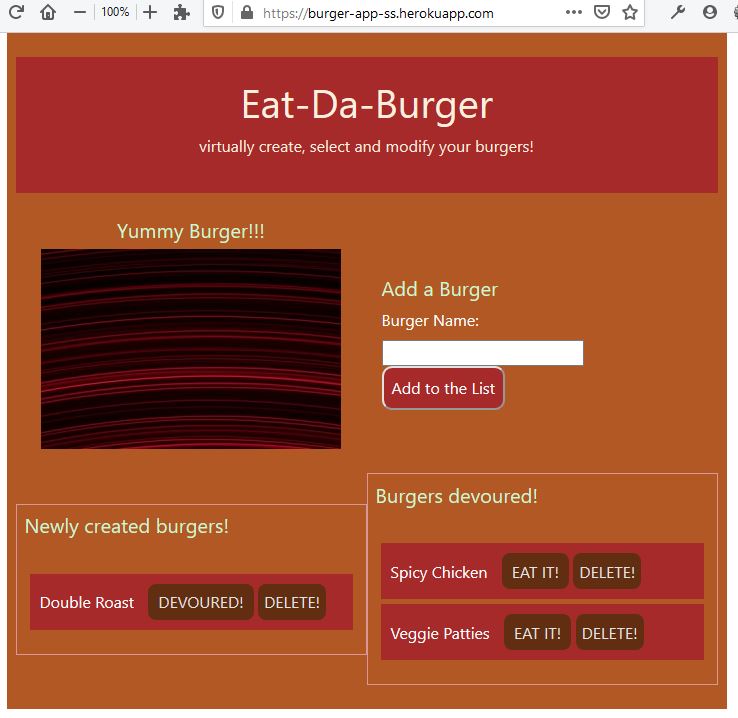 100%
https://burger-app-ss.herokuapp.com
Eat-Da-Burger
virtually create, select and modify your burgers!
Yummy Burger!!!
Add a Burger
Burger Name:
Add to the List
Newly created burgers!
Double Roast DEVOURED! DELETE!
Burgers devoured!
Spicy Chicken EAT IT! DELETE!
Veggie Patties EAT IT! DELETE!